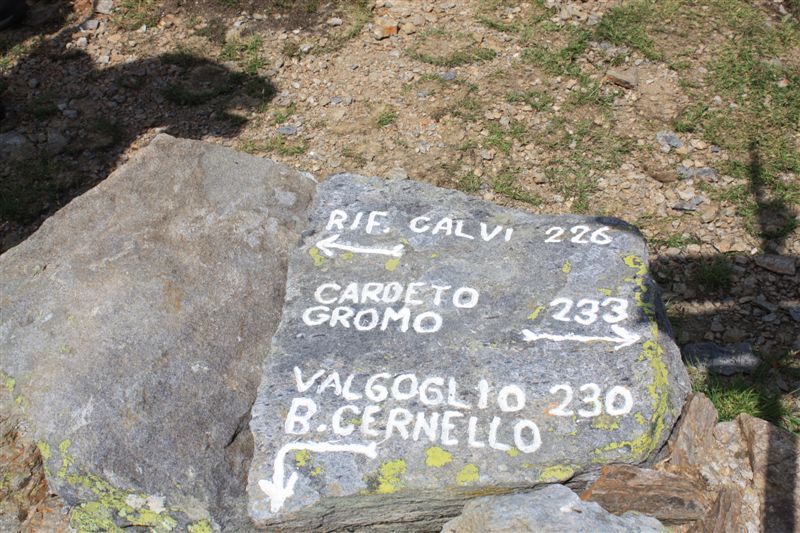 RIF. CALVI 226
CARDETO 233
GROMO
VALGOGLIO 230
B. CERNELLO